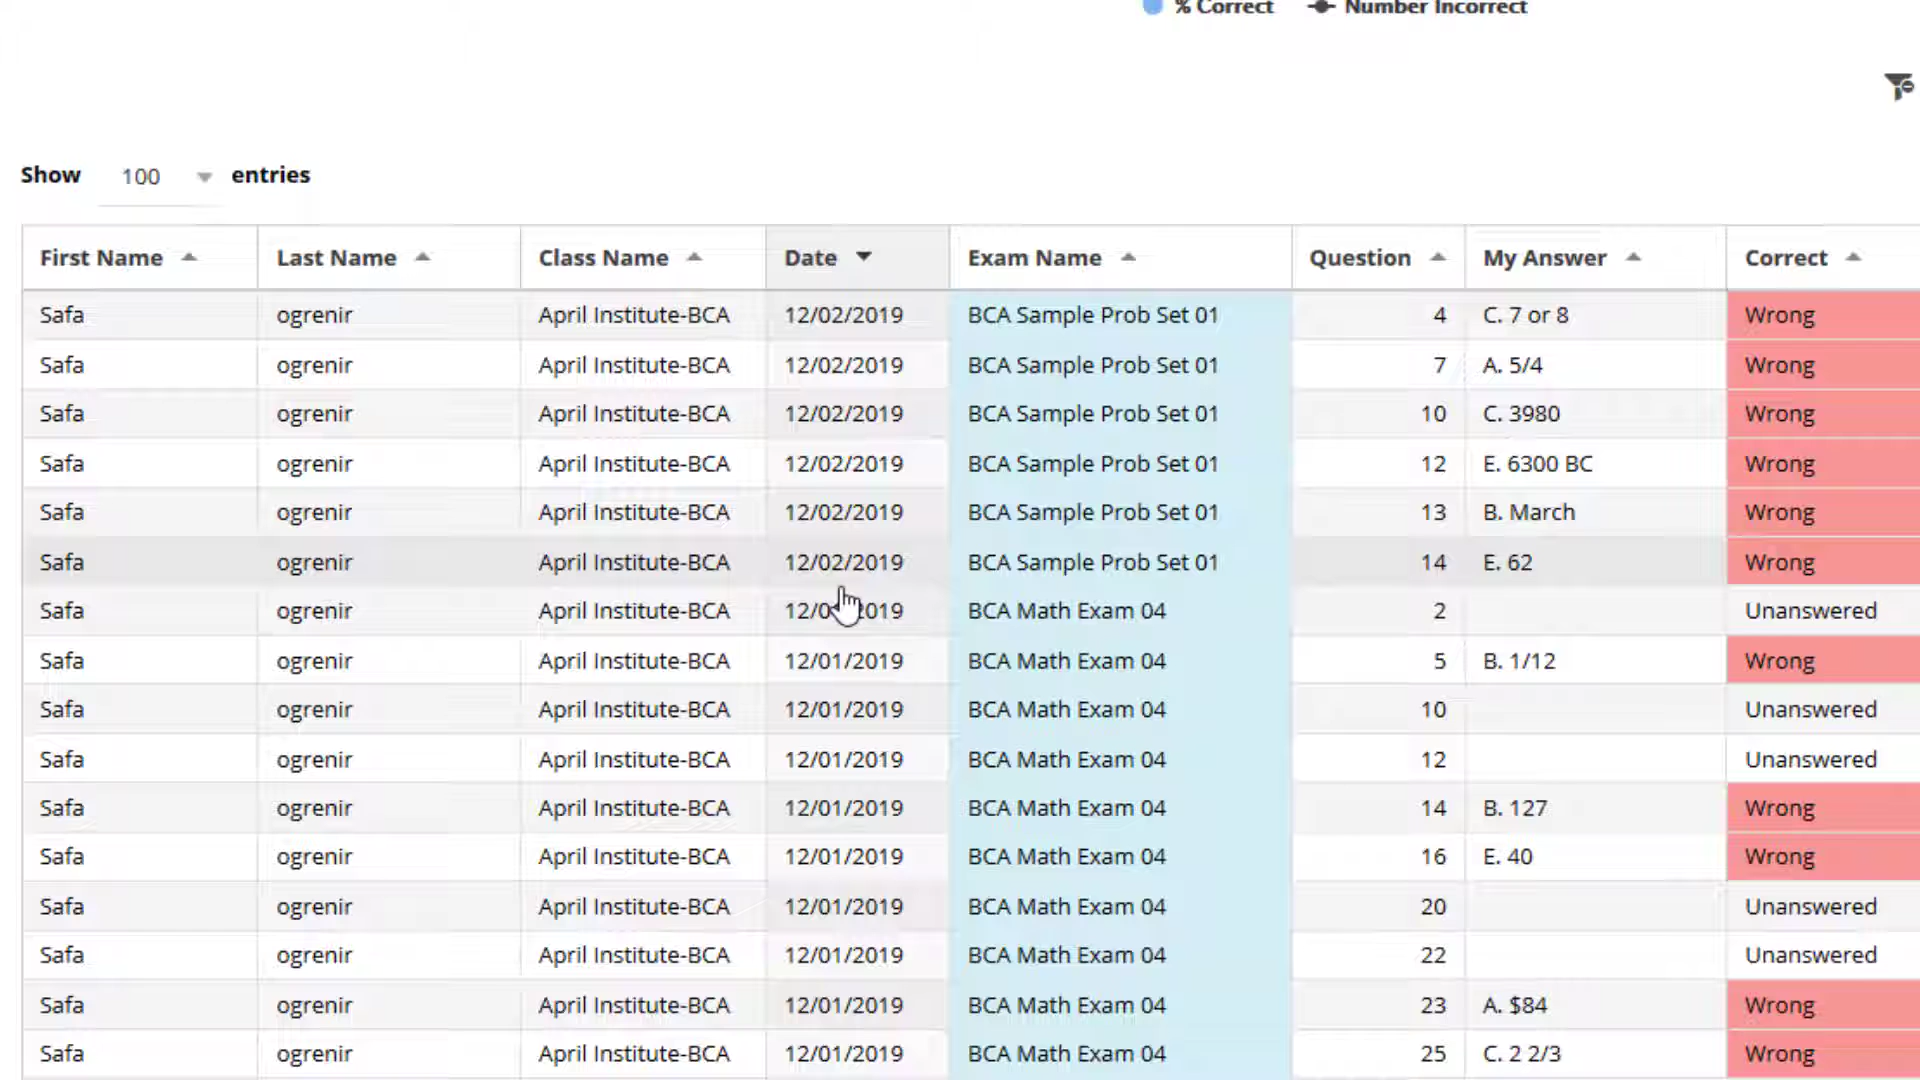 % Correct Number Incorrect
Show 100 entries
First Name Last Name Class Name Date Exam Name Question My Answer Correct
Safa ogrenir April Institute-BCA 12/02/2019 BCA Sample Prob Set 01 4 C. 7 or 8 Wrong
Safa ogrenir April Institute-BCA 12/02/2019 BCA Sample Prob Set 01 7 A. 5/4 Wrong
Safa ogrenir April Institute-BCA 12/02/2019 BCA Sample Prob Set 01 10 C. 3980 Wrong
Safa ogrenir April Institute-BCA 12/02/2019 BCA Sample Prob Set 01 12 E. 6300 BC Wrong
Safa ogrenir April Institute-BCA 12/02/2019 BCA Sample Prob Set 01 13 B. March Wrong
Safa ogrenir April Institute-BCA 12/02/2019 BCA Sample Prob Set 01 14 E. 62 Wrong
Safa ogrenir April Institute-BCA BCA Math Exam 04 2 Unanswered
Safa ogrenir April Institute-BCA 12/01/2019 BCA Math Exam 04 5 B. 1/12 Wrong
Safa ogrenir April Institute-BCA 12/01/2019 BCA Math Exam 04 10 Unanswered
Safa ogrenir April Institute-BCA 12/01/2019 BCA Math Exam 04 12 Unanswered
Safa ogrenir April Institute-BCA 12/01/2019 BCA Math Exam 04 14 B. 127 Wrong
Safa ogrenir April Institute-BCA 12/01/2019 BCA Math Exam 04 16 E. 40 Wrong
Safa ogrenir April Institute-BCA 12/01/2019 BCA Math Exam 04 20 Unanswered
Safa ogrenir April Institute-BCA 12/01/2019 BCA Math Exam 04 22 Unanswered
Safa ogrenir April Institute-BCA 12/01/2019 BCA Math Exam 04 23 A. $84 Wrong
Safa ogrenir April Institute-BCA 12/01/2019 BCA Math Exam 04 25 C. 2 2/3 Wrong